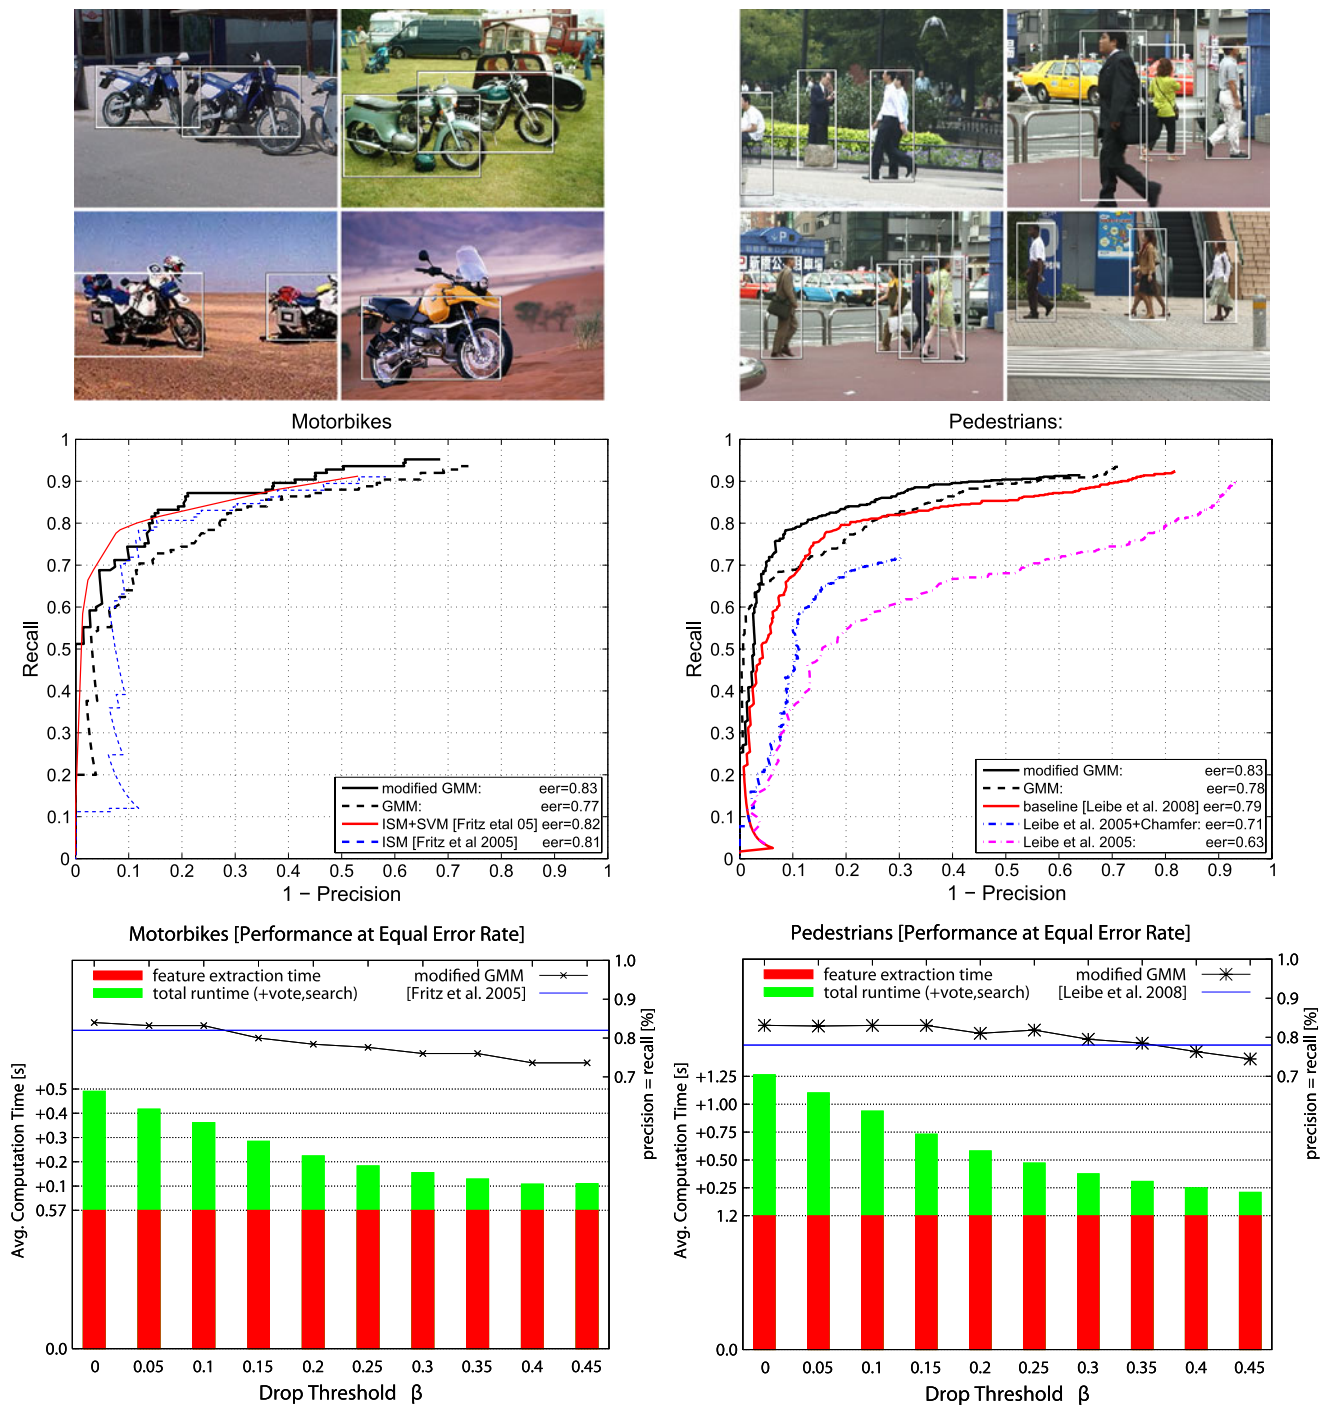 Motorbikes
1
0.9
0.8
0.7
0.6
0.5
0.4
0.3
0.2
0.1
0
Recall
modified GMM: eer=0.83
GMM: eer=0.77
ISM+SVM [Fritz etal 05] eer=0.82
ISM [Fritz et al 2005] eer=0.81
0 0.1 0.2 0.3 0.4 0.5 0.6 0.7 0.8 0.9 1
1 − Precision
Pedestrians:
1
0.9
0.8
0.7
0.6
0.5
0.4
0.3
0.2
0.1
0
Recall
modified GMM: eer=0.83
GMM: eer=0.78
baseline [Leibe et al. 2008] eer=0.79
Leibe et al. 2005+Chamfer: eer=0.71
Leibe et al. 2005: eer=0.63
0 0.1 0.2 0.3 0.4 0.5 0.6 0.7 0.8 0.9 1
1 − Precision
Motorbikes [Performance at Equal Error Rate]
feature extraction time
total runtime (+vote,search)
modified GMM
[Fritz et al. 2005]
1.0
0.9
0.8
0.7
precision = recall [%]
+0.5
+0.4
+0.3
+0.2
+0.1
0.57
0.0
Avg. Computation Time [s]
0 0.05 0.1 0.15 0.2 0.25 0.3 0.35 0.4 0.45
Drop Threshold β
Pedestrians [Performance at Equal Error Rate]
feature extraction time
total runtime (+vote,search)
modified GMM
[Leibe et al. 2008]
1.0
0.9
0.8
0.7
precision = recall [%]
+1.25
+1.00
+0.75
+0.50
+0.25
1.2
0.0
Avg. Computation Time [s]
0 0.05 0.1 0.15 0.2 0.25 0.3 0.35 0.4 0.45
Drop Threshold β